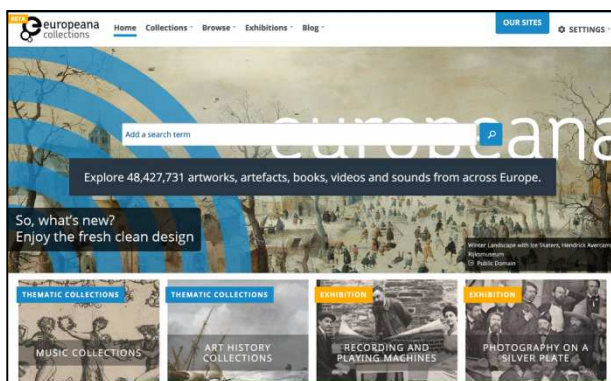 BETA
europeana
collections
Home Collections Browse Exhibitions Blog
OUR SITES
SETTINGS
europeana
Add a search term
Explore 48,427,731 artworks, artefacts, books, videos and sounds from across Europe.
So, what's new?
Enjoy the fresh clean design
Winter Landscape with Ice Skaters, Hendrick Avercamp
Rijksmuseum
Public Domain
THEMATIC COLLECTIONS
MUSIC COLLECTIONS
THEMATIC COLLECTIONS
ART HISTORY
COLLECTIONS
EXHIBITION
RECORDING AND
PLAYING MACHINES
EXHIBITION
PHOTOGRAPHY ON A
SILVER PLATE